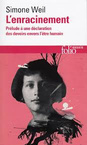 Simone Weil
L'enracinement
Prélude à une déclaration
des devoirs envers l'être humain
folio